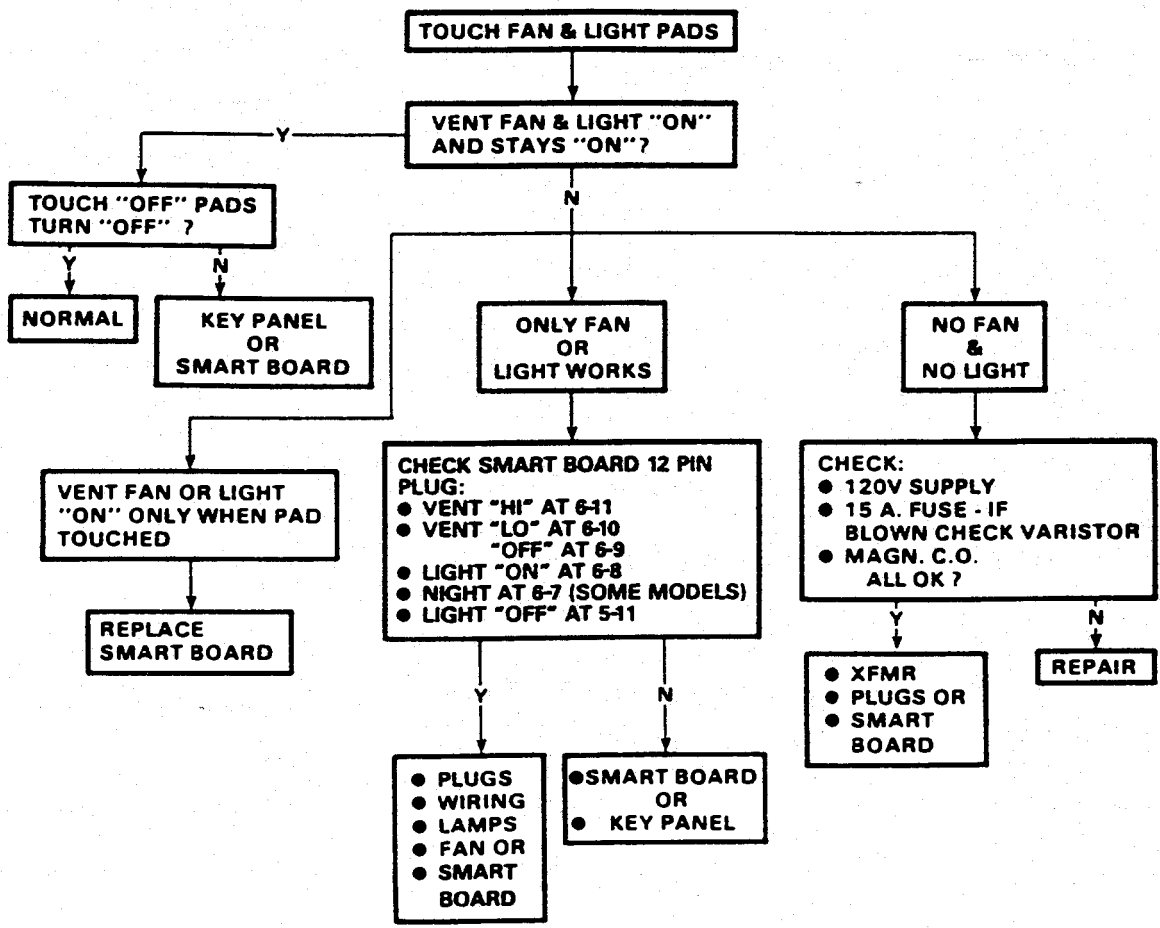 TOUCH FAN & LIGHT PADS
VENT FAN & LIGHT "ON"
AND STAYS "ON"?
Y
N
TOUCH "OFF" PADS
TURN "OFF" ?
Y
N
NORMAL
KEY PANEL
OR
SMART BOARD
ONLY FAN
OR
LIGHT WORKS
NO FAN
&
NO LIGHT
VENT FAN OR LIGHT
"ON" ONLY WHEN PAD
TOUCHED
REPLACE
SMART BOARD
CHECK SMART BOARD 12 PIN
PLUG:
● VENT "HI" AT 6-11
● VENT "LO" AT 6-10
"OFF" AT 6-9
● LIGHT "ON" AT 6-8
● NIGHT AT 6-7 (SOME MODELS)
● LIGHT "OFF" AT 5-11
Y
N
● PLUGS
● WIRING
● LAMPS
● FAN OR
● SMART
BOARD
● SMART BOARD
OR
● KEY PANEL
CHECK:
● 120V SUPPLY
● 15 A. FUSE - IF
BLOWN CHECK VARISTOR
● MAGN. C.O.
ALL OK ?
Y
N
● XFMR
● PLUGS OR
● SMART
BOARD
REPAIR